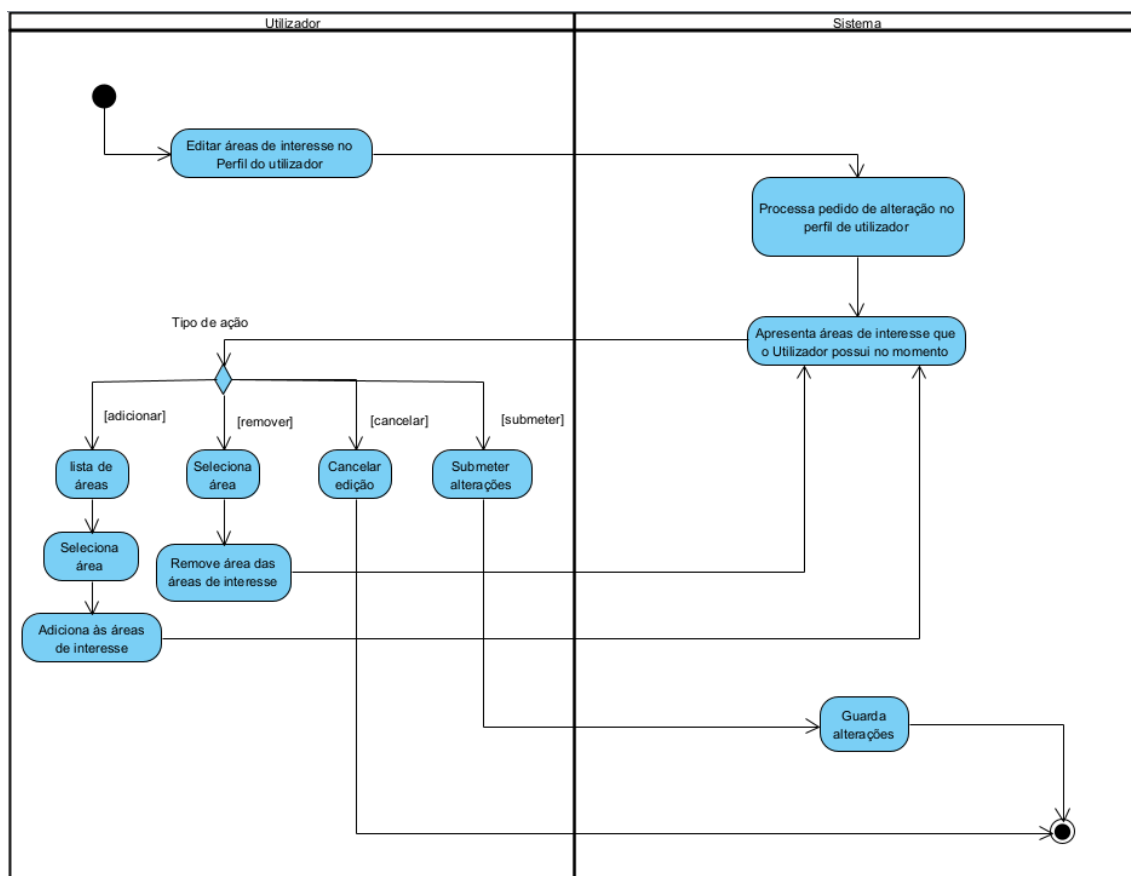 Utilizador
Sistema
Editar áreas de interesse no
Perfil do utilizador
Processa pedido de alteração no
perfil de utilizador
Tipo de ação
Apresenta áreas de interesse que
o Utilizador possui no momento
[adicionar]
[remover]
[cancelar]
[submeter]
lista de
áreas
Seleciona
área
Cancelar
edição
Submeter
alterações
Seleciona
área
Remove área das
áreas de interesse
Adiciona às áreas
de interesse
Guarda
alterações